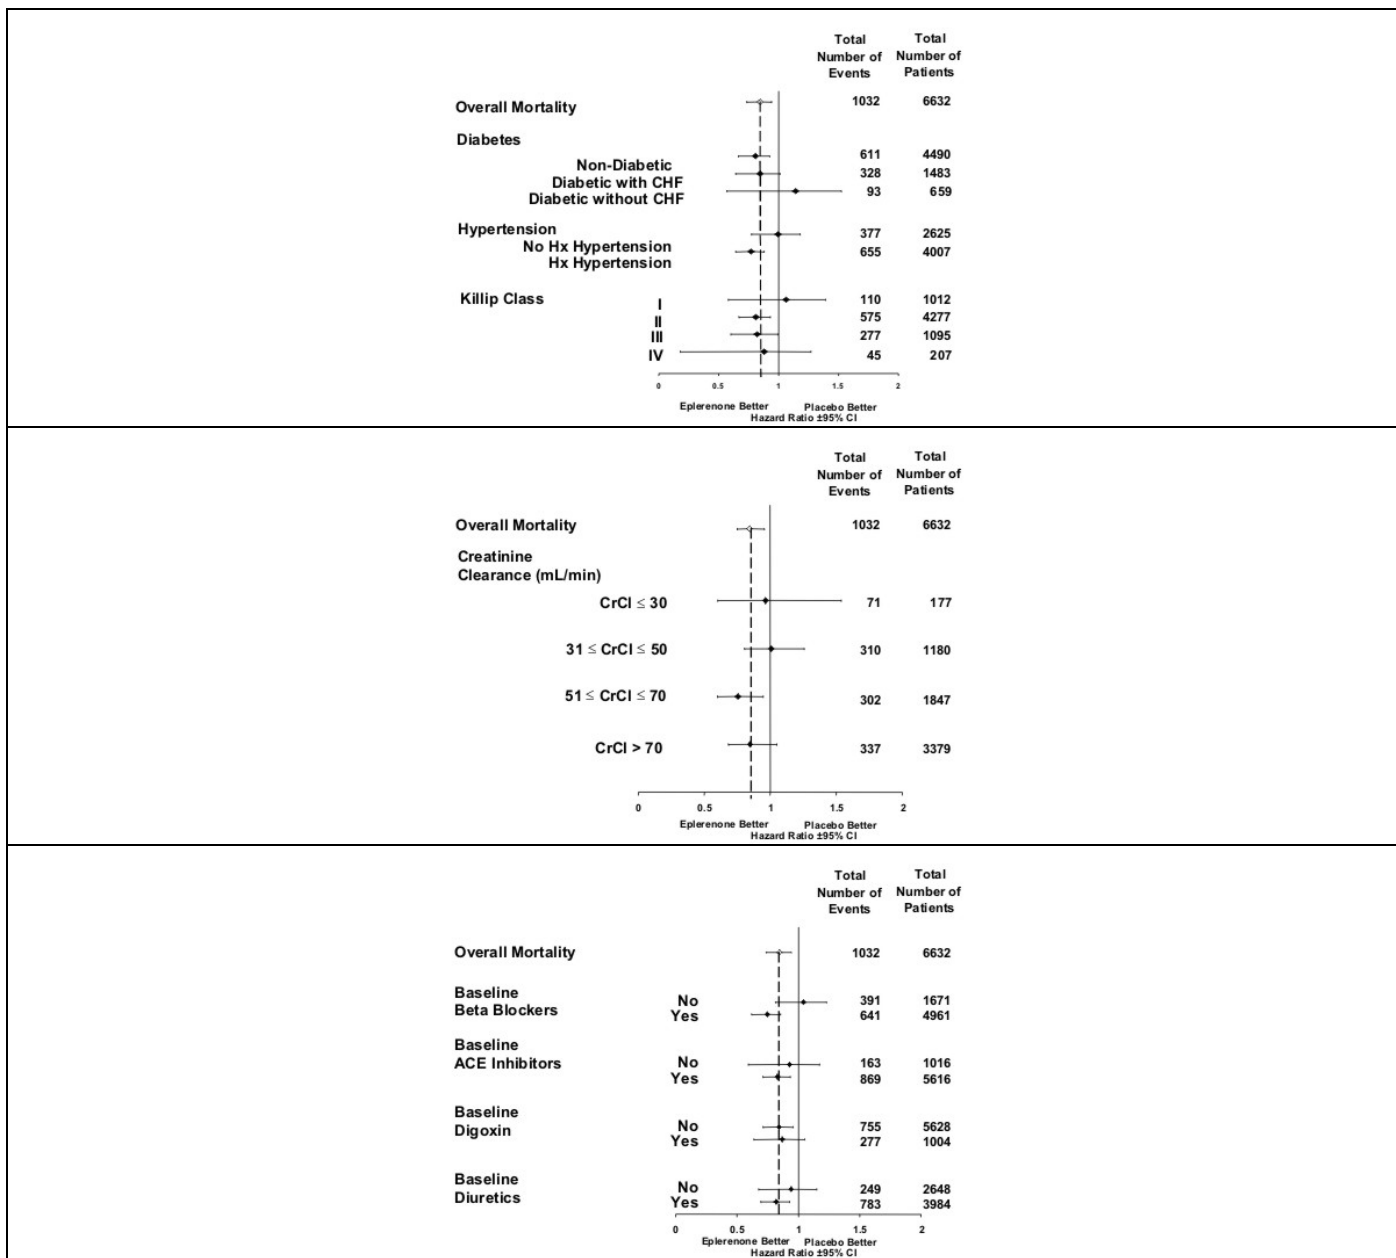 Total Total
Number of Number of
Events Patients
Overall Mortality 1032 6632
Diabetes
Non-Diabetic 611 4490
Diabetic with CHF 328 1483
Diabetic without CHF 93 659
Hypertension
No Hx Hypertension 377 2625
Hx Hypertension 655 4007
Killip Class
I 110 1012
II 575 4277
III 277 1095
IV 45 207
0 0.5 1 1.5 2
Eplerenone Better Placebo Better
Hazard Ratio ±95% CI
Total Total
Number of Number of
Events Patients
Overall Mortality 1032 6632
Creatinine
Clearance (mL/min)
CrCl ≤ 30 71 177
31 ≤ CrCl ≤ 50 310 1180
51 ≤ CrCl ≤ 70 302 1847
CrCl > 70 337 3379
0 0.5 1 1.5 2
Eplerenone Better Placebo Better
Hazard Ratio ±95% CI
Total Total
Number of Number of
Events Patients
Overall Mortality 1032 6632
Baseline
Beta Blockers
No 391 1671
Yes 641 4961
Baseline
ACE Inhibitors
No 163 1016
Yes 869 5616
Baseline
Digoxin
No 755 5628
Yes 277 1004
Baseline
Diuretics
No 249 2648
Yes 783 3984
0 0.5 1 1.5 2
Eplerenone Better Placebo Better
Hazard Ratio ±95% CI